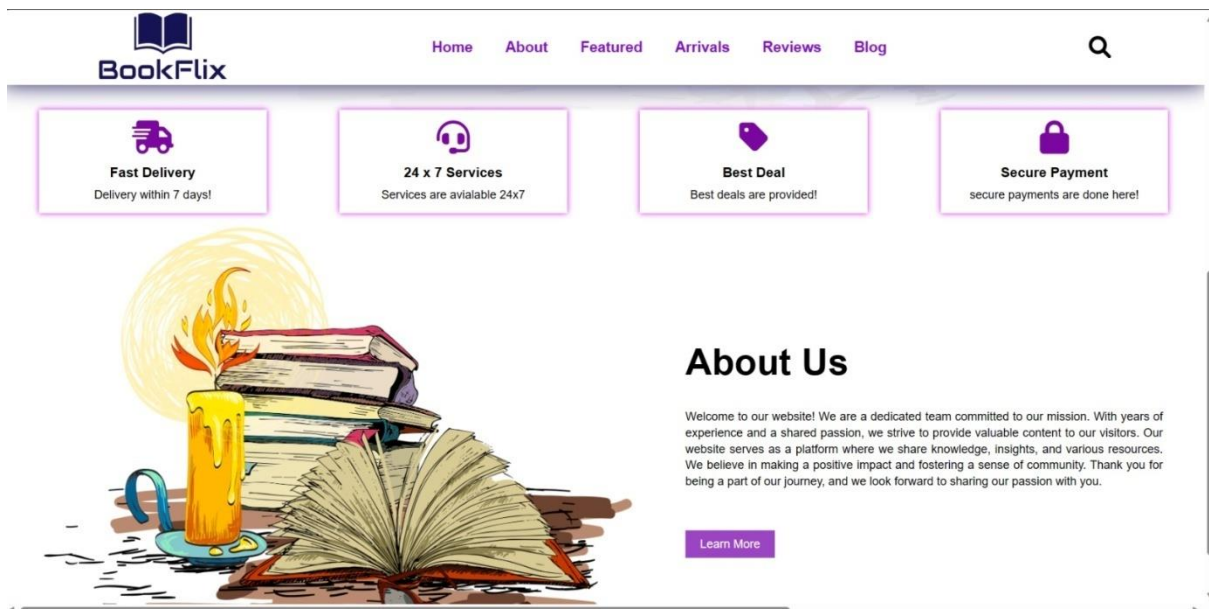 BookFlix
Home About Featured Arrivals Reviews Blog
Fast Delivery
Delivery within 7 days!
24 x 7 Services
Services are avialable 24x7
Best Deal
Best deals are provided!
Secure Payment
secure payments are done here!
About Us
Welcome to our website! We are a dedicated team committed to our mission. With years of
experience and a shared passion, we strive to provide valuable content to our visitors. Our
website serves as a platform where we share knowledge, insights, and various resources.
We believe in making a positive impact and fostering a sense of community. Thank you for
being a part of our journey, and we look forward to sharing our passion with you.
Learn More